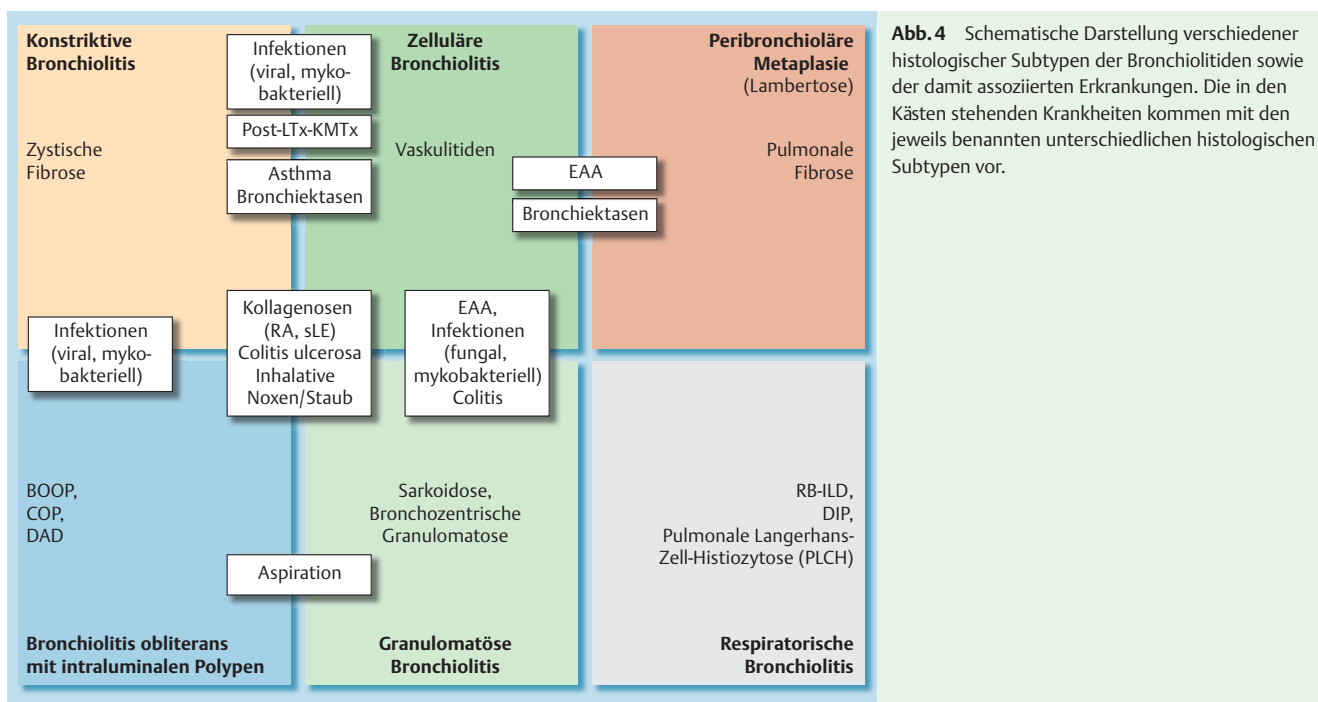 Konstriktive
Bronchiolitis
Infektionen
(viral, myko-
bakteriell)
Zelluläre
Bronchiolitis
Peribronchioläre
Metaplasie
(Lambertose)
Post-LTx-KMTx
Zystische
Fibrose
Asthma
Bronchiektasen
Vaskulitiden
EAA
Bronchiektasen
Pulmonale
Fibrose
Infektionen
(viral, myko-
bakteriell)
Kollagenosen
(RA, sLE)
Colitis ulcerosa
Inhalative
Noxen/Staub
EAA,
Infektionen
(fungal,
mykobakteriell)
Colitis
BOOP,
COP,
DAD
Sarkoidose,
Bronchozentrische
Granulomatose
RB-ILD,
DIP,
Pulmonale Langerhans-
Zell-Histiozytose (PLCH)
Aspiration
Bronchiolitis obliterans
mit intraluminalen Polypen
Granulomatöse
Bronchiolitis
Respiratorische
Bronchiolitis
Abb. 4 Schematische Darstellung verschiedener
histologischer Subtypen der Bronchiolitiden sowie
der damit assoziierten Erkrankungen. Die in den
Kästen stehenden Krankheiten kommen mit den
jeweils benannten unterschiedlichen histologischen
Subtypen vor.